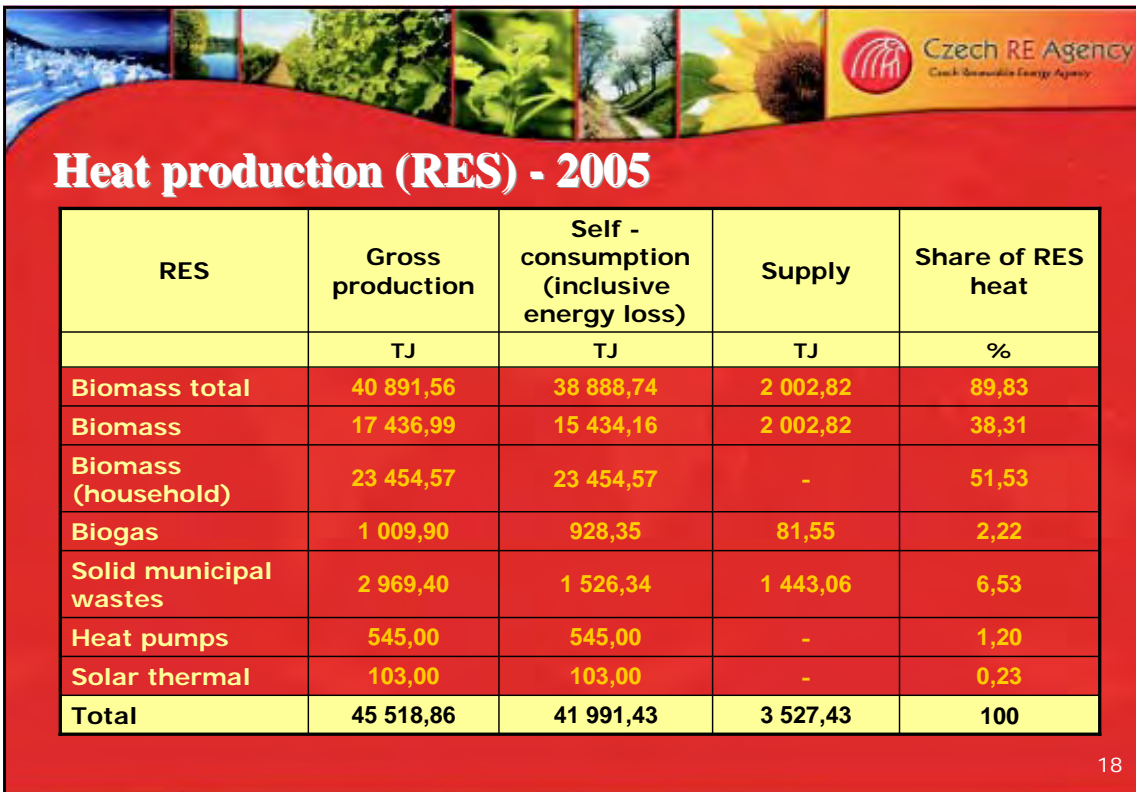 Czech RE Agency
Czech Renewable Energy Agency
Heat production (RES) - 2005
RES Gross production Self - consumption (inclusive energy loss) Supply Share of RES heat
TJ TJ TJ %
Biomass total 40 891,56 38 888,74 2 002,82 89,83
Biomass 17 436,99 15 434,16 2 002,82 38,31
Biomass (household) 23 454,57 23 454,57 - 51,53
Biogas 1 009,90 928,35 81,55 2,22
Solid municipal wastes 2 969,40 1 526,34 1 443,06 6,53
Heat pumps 545,00 545,00 - 1,20
Solar thermal 103,00 103,00 - 0,23
Total 45 518,86 41 991,43 3 527,43 100
18